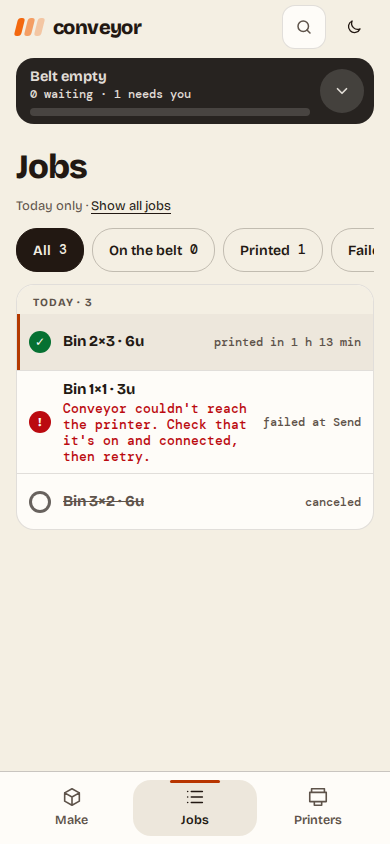 conveyor
Belt empty
0 waiting · 1 needs you
Jobs
Today only · Show all jobs
All 3
On the belt 0
Printed 1
TODAY · 3
Bin 2×3 · 6u
printed in 1 h 13 min
Bin 1×1 · 3u
Conveyor couldn't reach
the printer. Check that
it's on and connected,
then retry.
failed at Send
Bin 3×2 · 6u
canceled
Make
Jobs
Printers